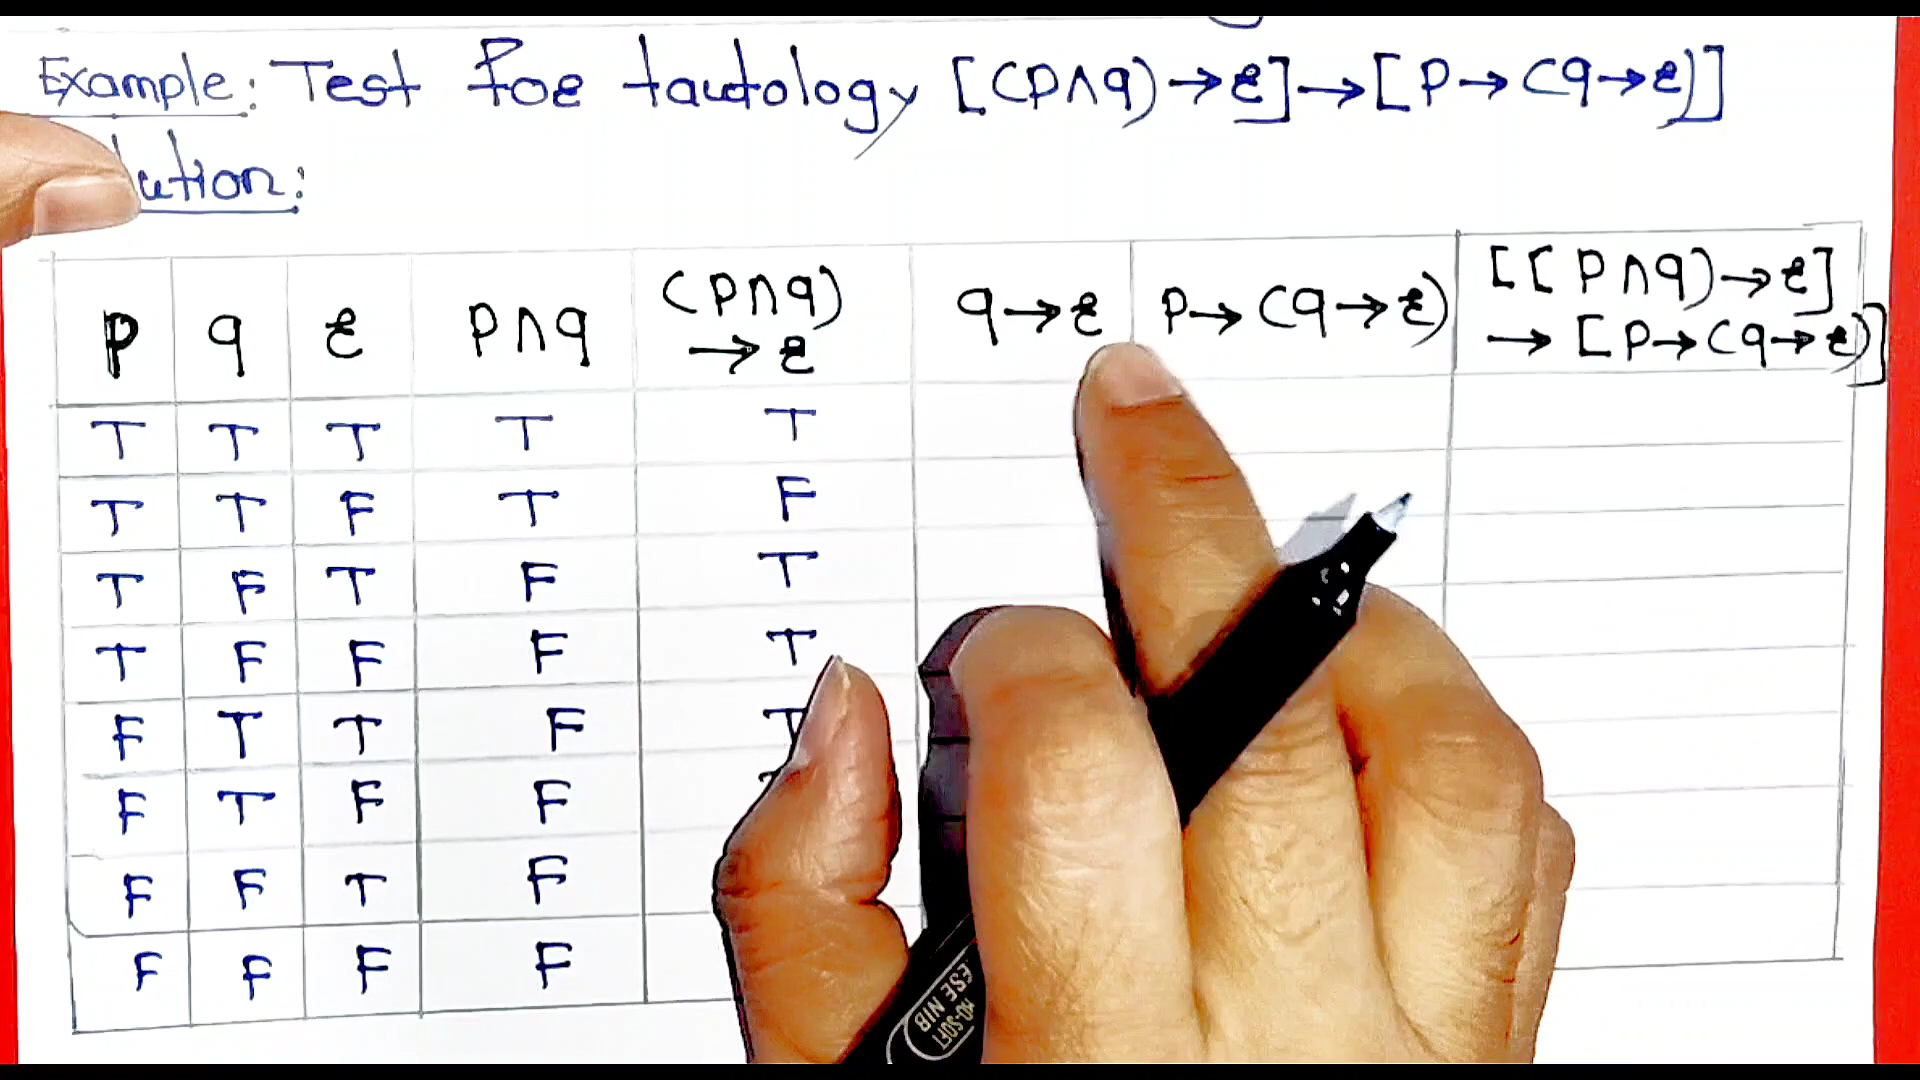 Example: Test for tautology [(p∧q)→r]→[p→(q→r)]
ution:
p q r p∧q (p∧q)→r q→r p→(q→r) [(p∧q)→r]→[p→(q→r)]
T T T T T
T T F T F
T F T F T
T F F F T
F T T F T
F T F F
F F T F
F F F F